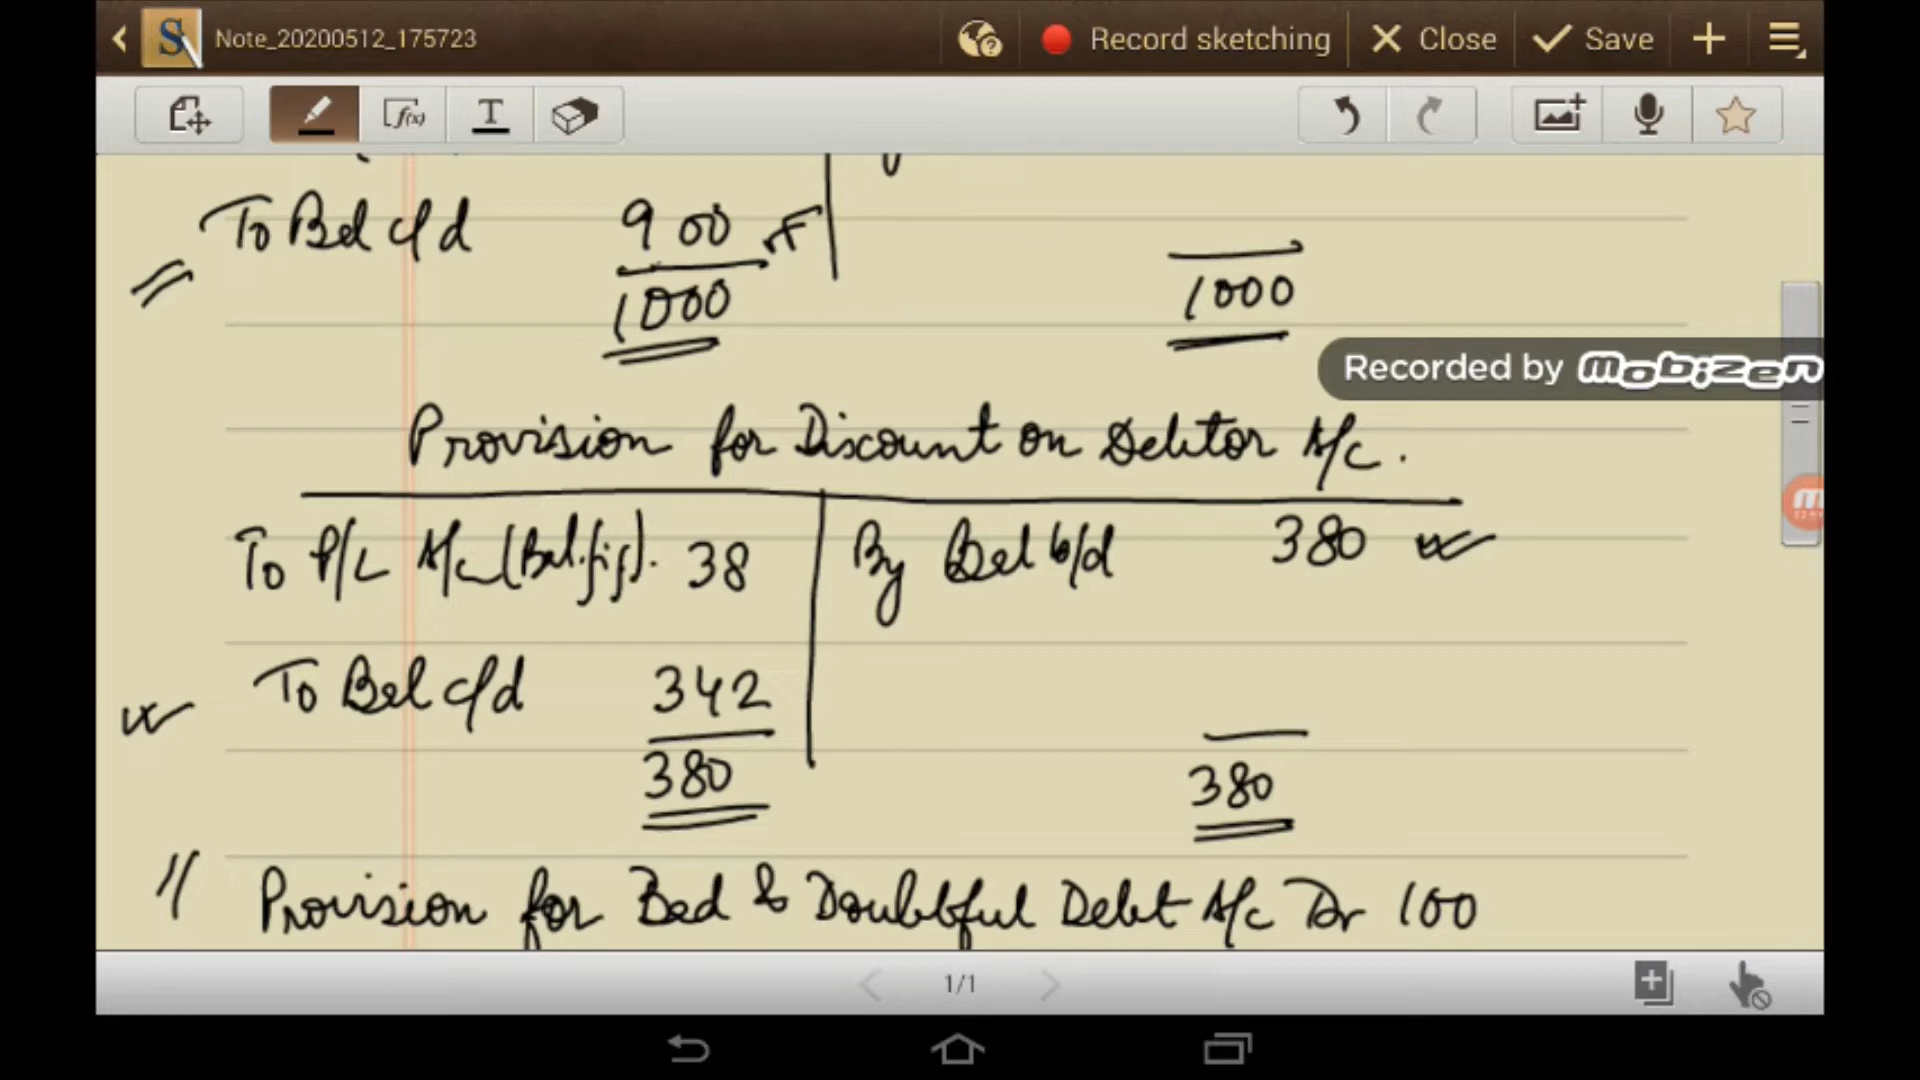 Note_20200512_175723
Record sketching
Close
Save
f(x)
T
To Bal c/d 900
1000 1000
Recorded by mobizen
Provision for Discount on Debtor A/c.
To P/L A/c (Bal.fig). 38 By Bal b/d 380
To Bal c/d 342
380 380
Provision for Bad & Doubtful Debt A/c Dr 100
1/1